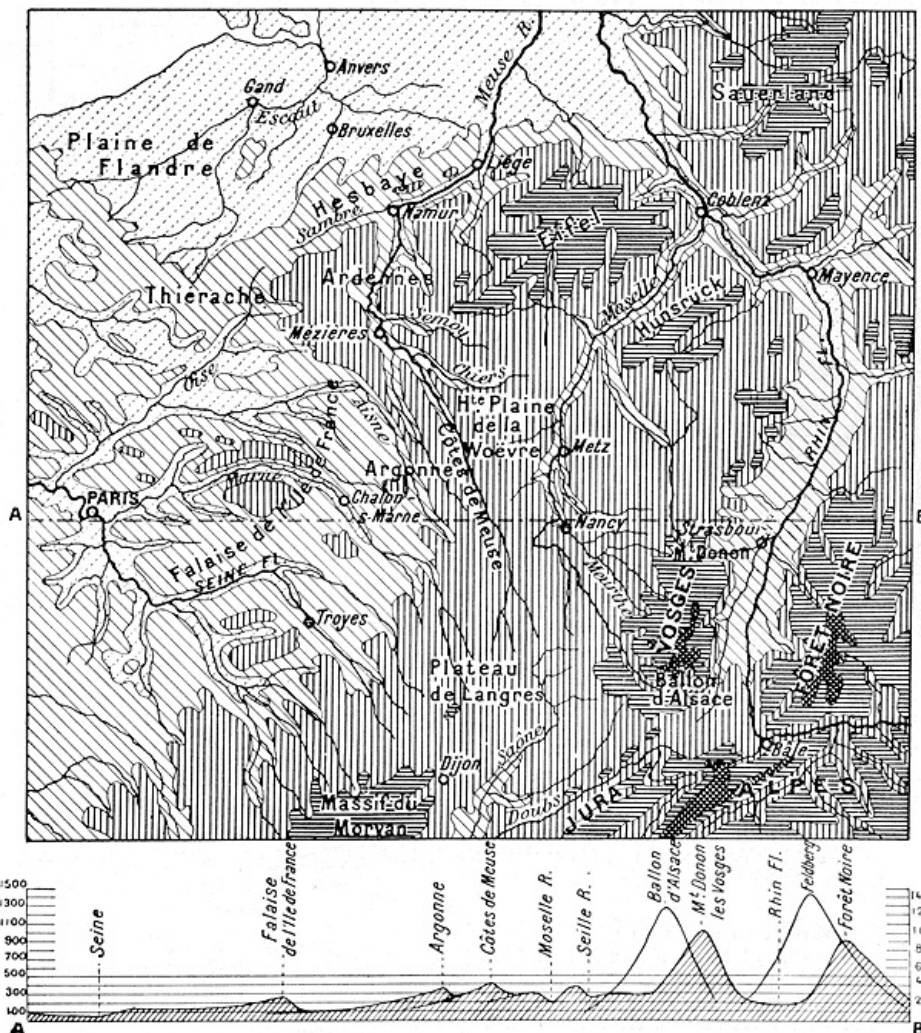 Anvers
Meuse R.
Gand
Escaut
Bruxelles
Sauerland
Plaine de
Flandre
Liége
Hesbaye
Sambre
Namur
Coblenz
Eifel
Mayence
Ardennes
Moselle
Hunsrück
Thiérache
Semoy
Mézières
Oise
Chiers
Aisne
Hte Plaine
de la
Woëvre
Côtes de Meuse
Falaise de l'Ile de France
RHIN Fl.
Metz
Argonne
Marne
PARIS
Chalon-
s-Marne
A
B
Nancy
Strasbourg
Mt Donon
SEINE Fl.
Meurthe
VOSGES
FORÊT NOIRE
Troyes
Plateau
de Langres
Ballon
d'Alsace
Saône
Bâle
Dijon
Doubs
JURA
ALPES
Massif du
Morvan
1500
1300
1100
900
700
500
300
100
Seine
Falaise
de l'Ile de France
Argonne
Côtes de Meuse
Moselle R.
Seille R.
Ballon
d'Alsace
Mt Donon
les Vosges
Rhin Fl.
Feldberg
Forêt Noire
A
B